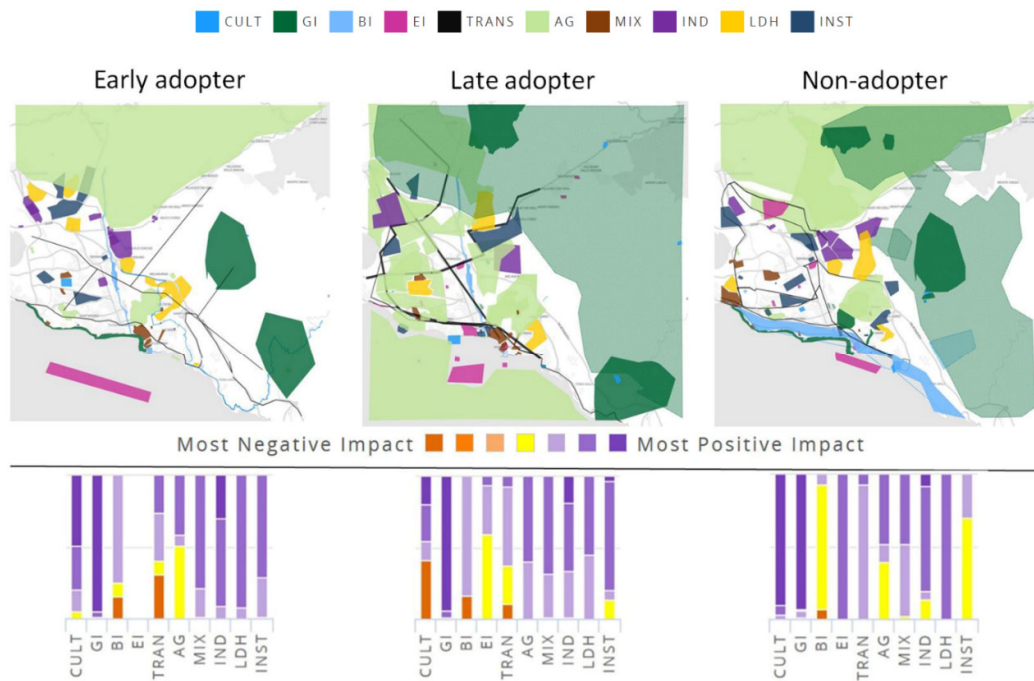 CULT GI BI EI TRANS AG MIX IND LDH INST
Early adopter Late adopter Non-adopter
Most Negative Impact Most Positive Impact
CULT GI BI EI TRAN AG MIX IND LDH INST
CULT GI BI EI TRAN AG MIX IND LDH INST
CULT GI BI EI TRAN AG MIX IND LDH INST